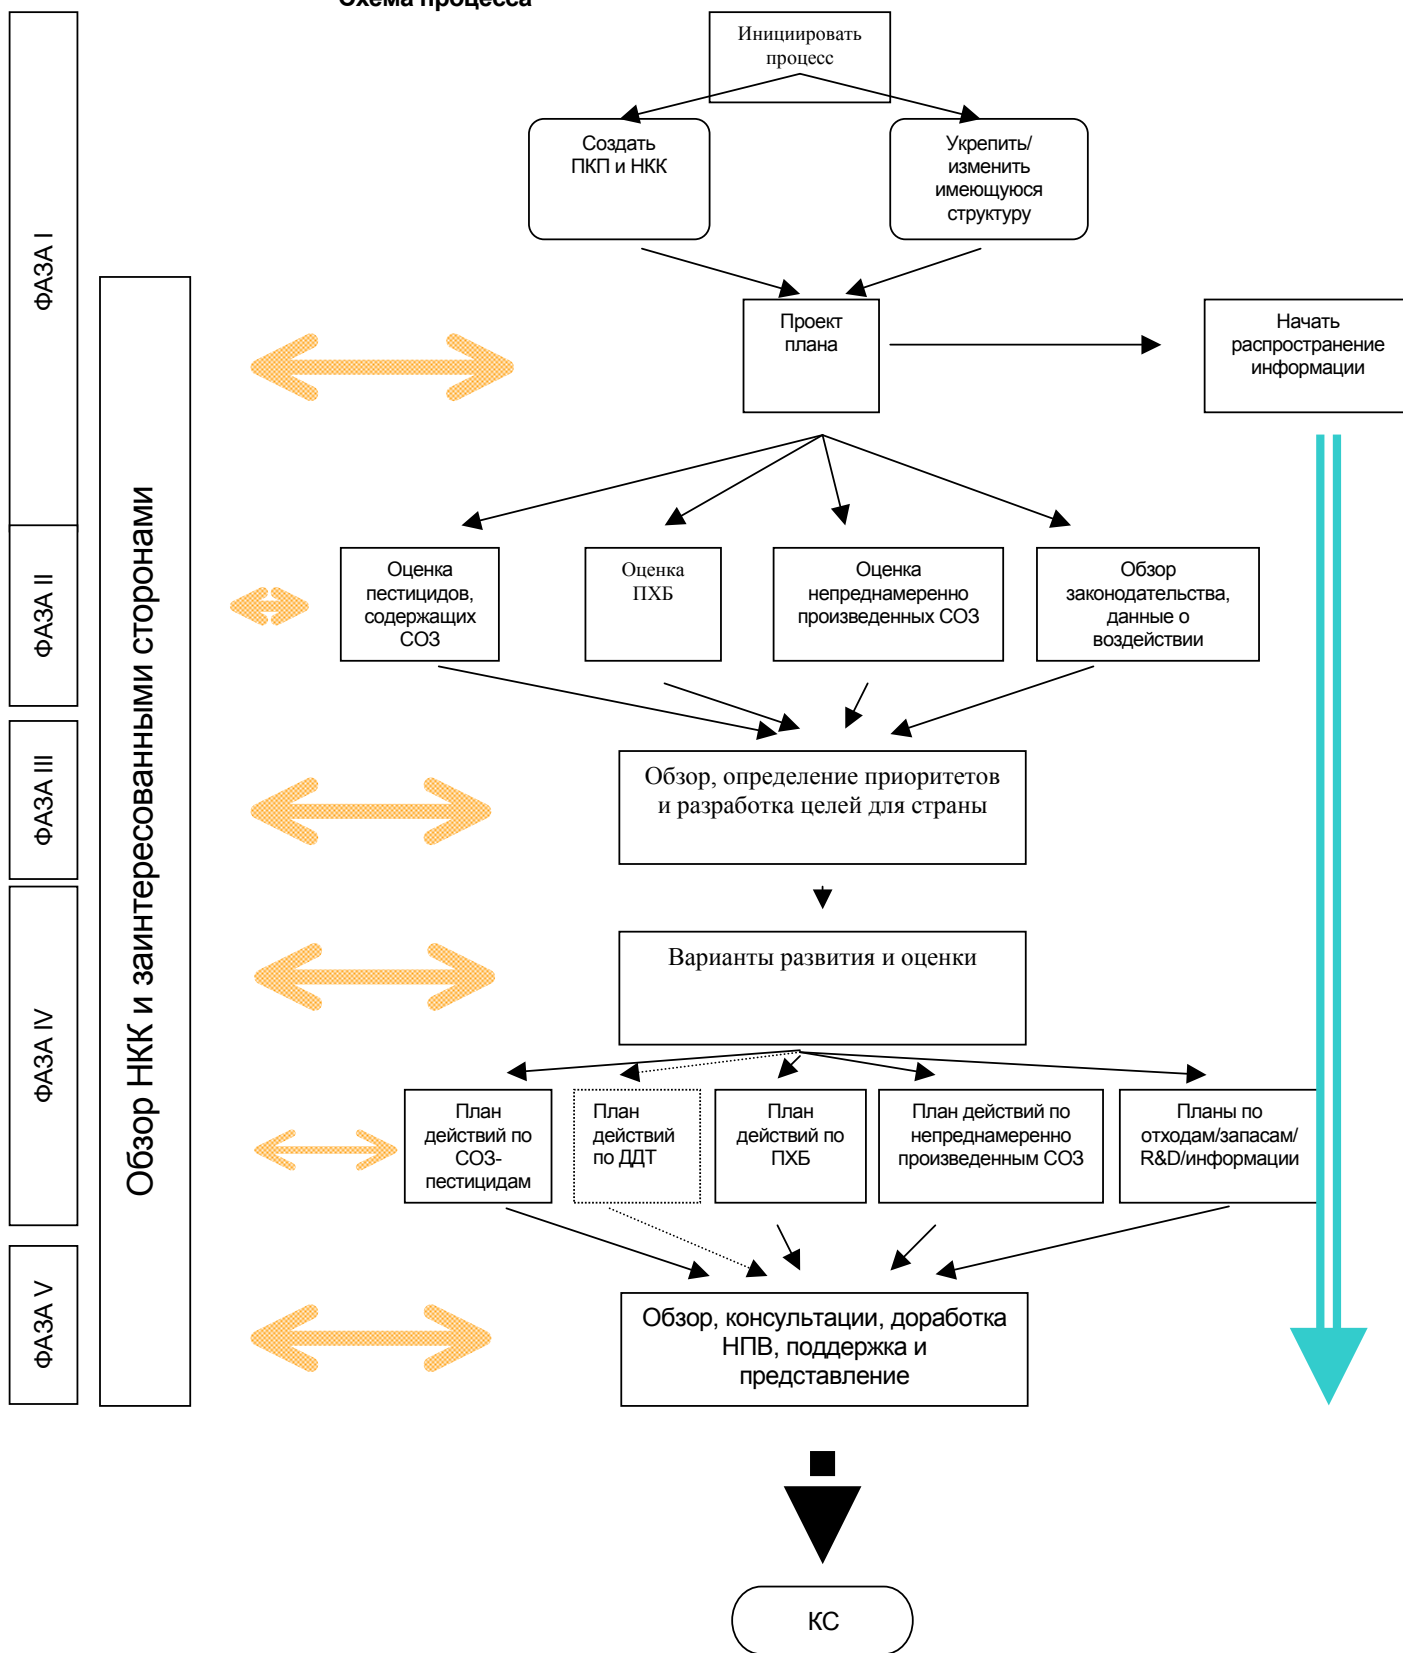 Схема процесса
Инициировать
процесс
Создать
ПКП и НКК
Укрепить/
изменить
имеющуюся
структуру
ФАЗА I
Проект
плана
Начать
распространение
информации
Обзор НКК и заинтересованными сторонами
ФАЗА II
Оценка
пестицидов,
содержащих
СОЗ
Оценка
ПХБ
Оценка
непреднамеренно
произведенных СОЗ
Обзор
законодательства,
данные о
воздействии
ФАЗА III
Обзор, определение приоритетов
и разработка целей для страны
ФАЗА IV
Варианты развития и оценки
План
действий по
СОЗ-
пестицидам
План
действий
по ДДТ
План
действий по
ПХБ
План действий по
непреднамеренно
произведенным СОЗ
Планы по
отходам/запасам/
R&D/информации
ФАЗА V
Обзор, консультации, доработка
НПВ, поддержка и
представление
КС